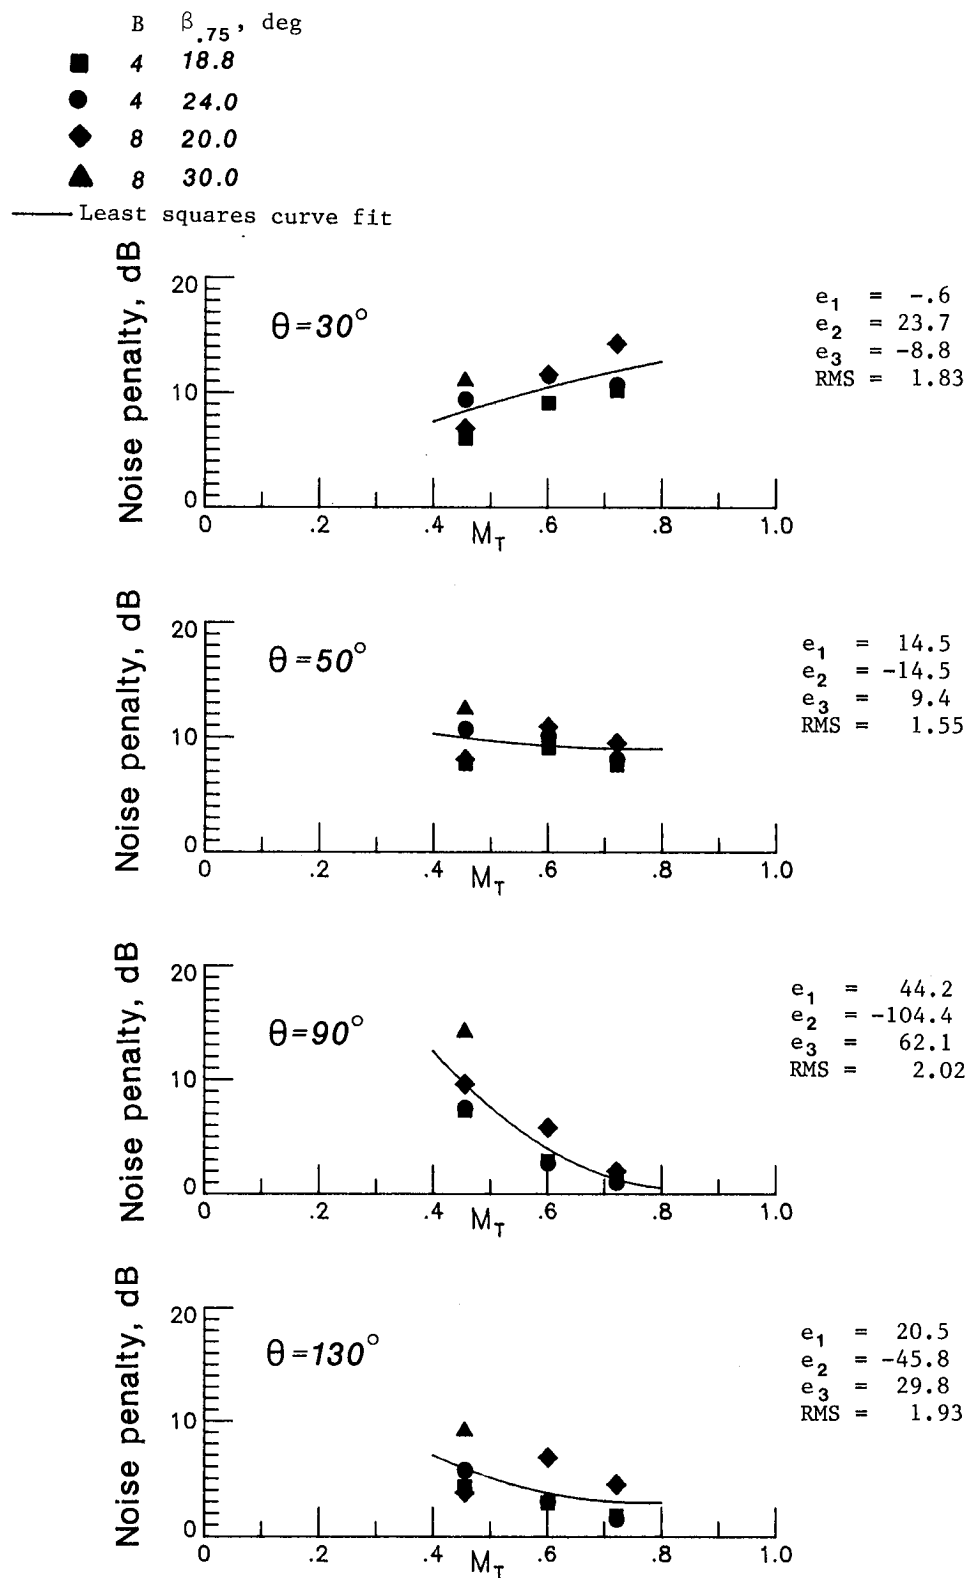 B β.75, deg
4 18.8
4 24.0
8 20.0
8 30.0
Least squares curve fit
Noise penalty, dB
20
10
0
θ=30°
0 .2 .4 .6 .8 1.0
M_T
e1 = -.6
e2 = 23.7
e3 = -8.8
RMS = 1.83
Noise penalty, dB
20
10
0
θ=50°
0 .2 .4 .6 .8 1.0
M_T
e1 = 14.5
e2 = -14.5
e3 = 9.4
RMS = 1.55
Noise penalty, dB
20
10
0
θ=90°
0 .2 .4 .6 .8 1.0
M_T
e1 = 44.2
e2 = -104.4
e3 = 62.1
RMS = 2.02
Noise penalty, dB
20
10
0
θ=130°
0 .2 .4 .6 .8 1.0
M_T
e1 = 20.5
e2 = -45.8
e3 = 29.8
RMS = 1.93